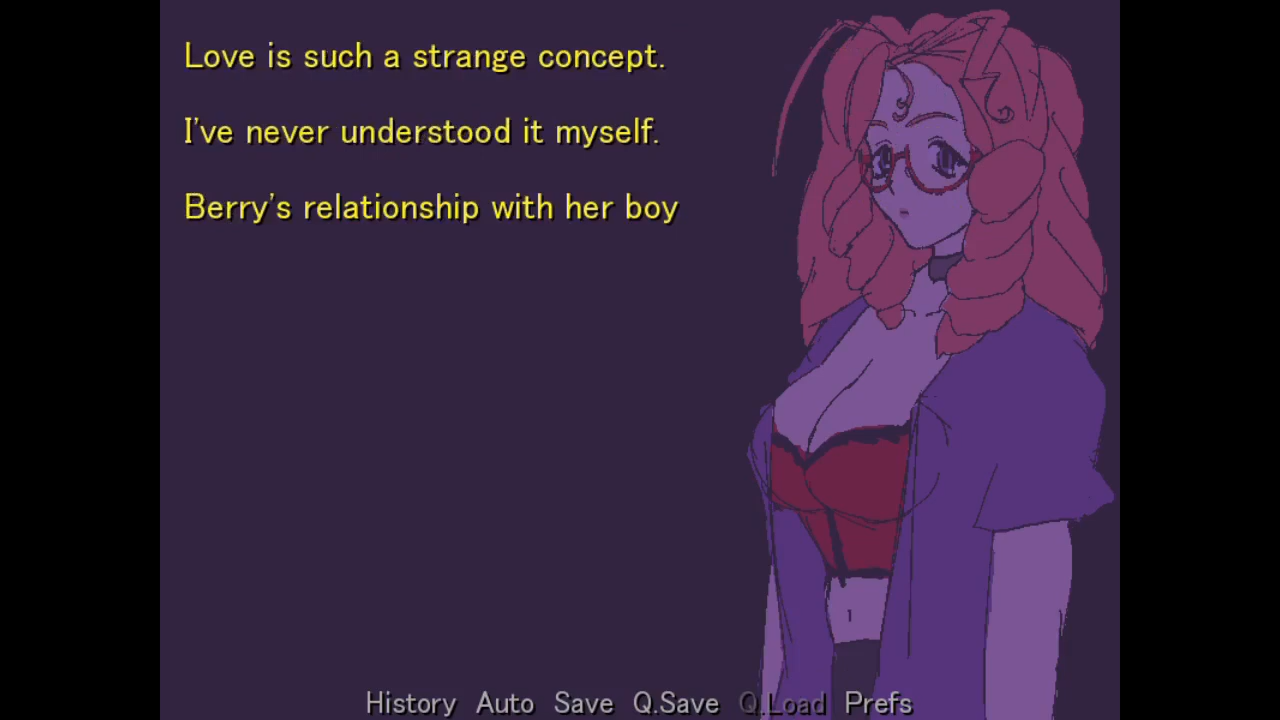 Love is such a strange concept.
I've never understood it myself.
Berry's relationship with her boy
History Auto Save Q.Save Q.Load Prefs